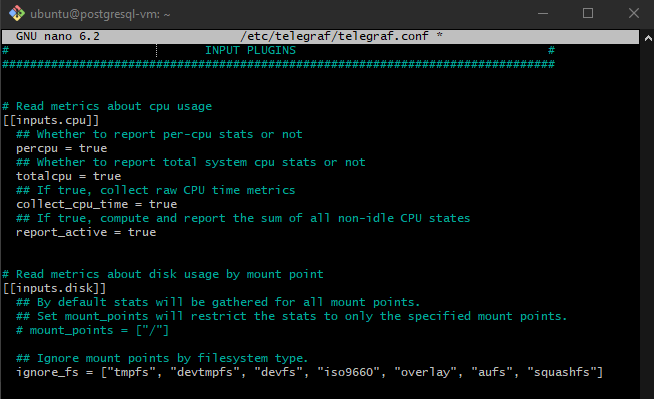 ubuntu@postgresql-vm: ~
GNU nano 6.2 /etc/telegraf/telegraf.conf *
# INPUT PLUGINS #
###############################################################################
# Read metrics about cpu usage
[[inputs.cpu]]
## Whether to report per-cpu stats or not
percpu = true
## Whether to report total system cpu stats or not
totalcpu = true
## If true, collect raw CPU time metrics
collect_cpu_time = true
## If true, compute and report the sum of all non-idle CPU states
report_active = true
# Read metrics about disk usage by mount point
[[inputs.disk]]
## By default stats will be gathered for all mount points.
## Set mount_points will restrict the stats to only the specified mount points.
# mount_points = ["/"]
## Ignore mount points by filesystem type.
ignore_fs = ["tmpfs", "devtmpfs", "devfs", "iso9660", "overlay", "aufs", "squashfs"]